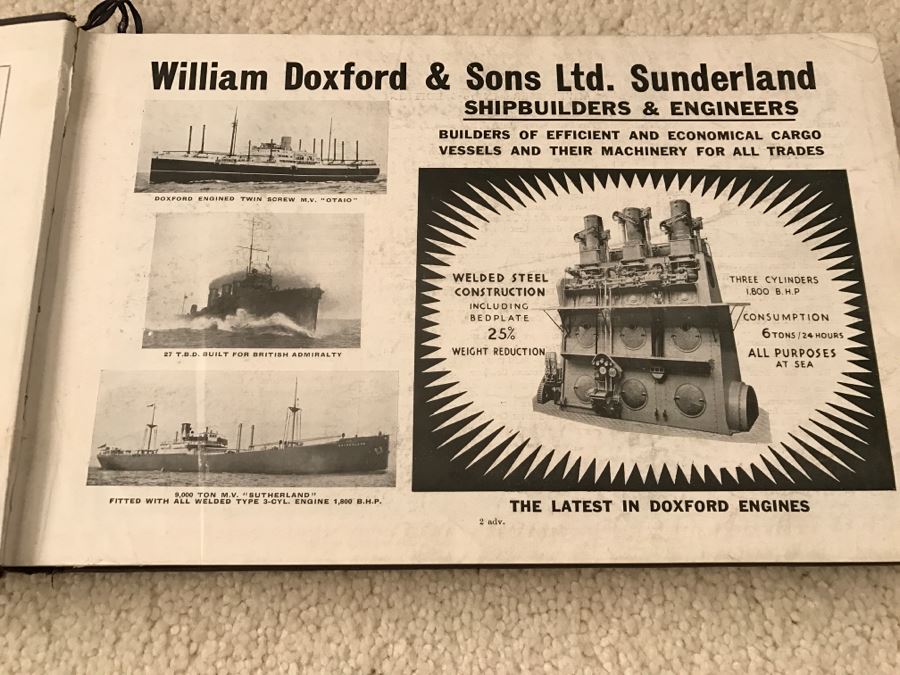 William Doxford & Sons Ltd. Sunderland
SHIPBUILDERS & ENGINEERS
BUILDERS OF EFFICIENT AND ECONOMICAL CARGO
VESSELS AND THEIR MACHINERY FOR ALL TRADES
DOXFORD ENGINED TWIN SCREW M.V. "OTAIO"
27 T.B.D. BUILT FOR BRITISH ADMIRALTY
9,000 TON M.V. "SUTHERLAND"
FITTED WITH ALL WELDED TYPE 3-CYL. ENGINE 1,800 B.H.P.
WELDED STEEL
CONSTRUCTION
INCLUDING
BEDPLATE
25%
WEIGHT REDUCTION
THREE CYLINDERS
1,800 B.H.P
CONSUMPTION
6 TONS/24 HOURS
ALL PURPOSES
AT SEA
THE LATEST IN DOXFORD ENGINES
2 adv.